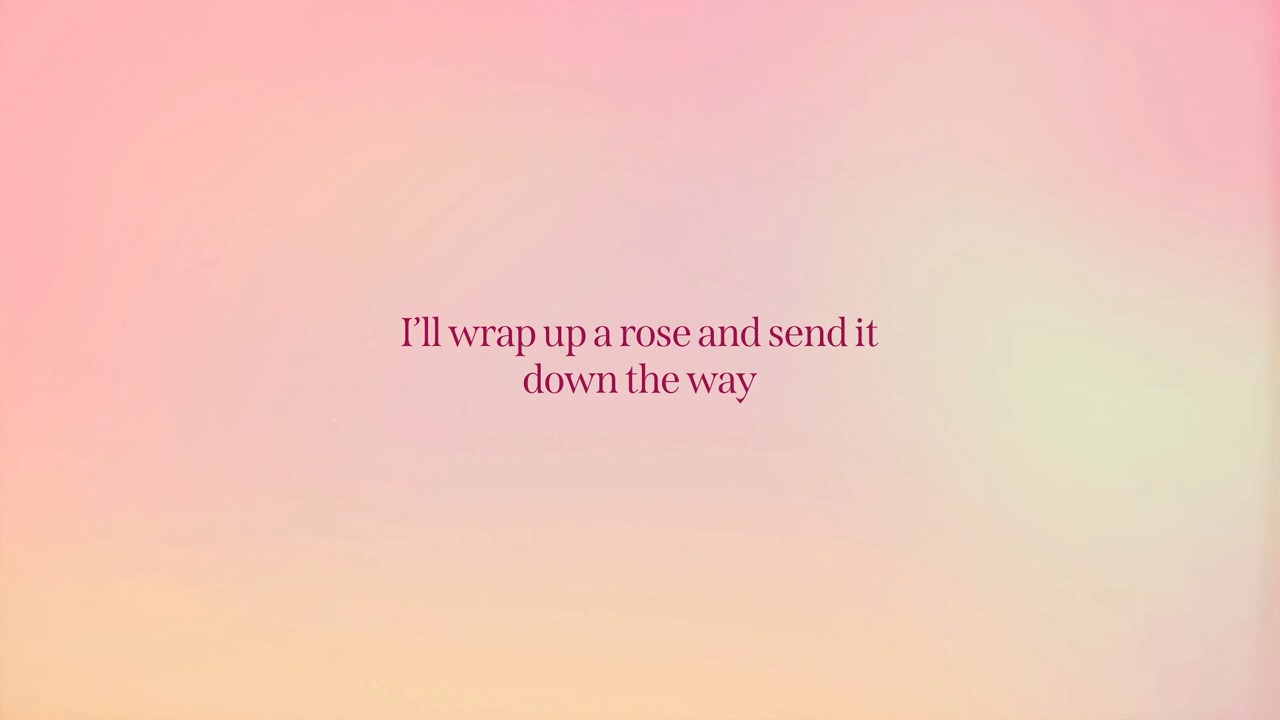 I’ll wrap up a rose and send it
down the way